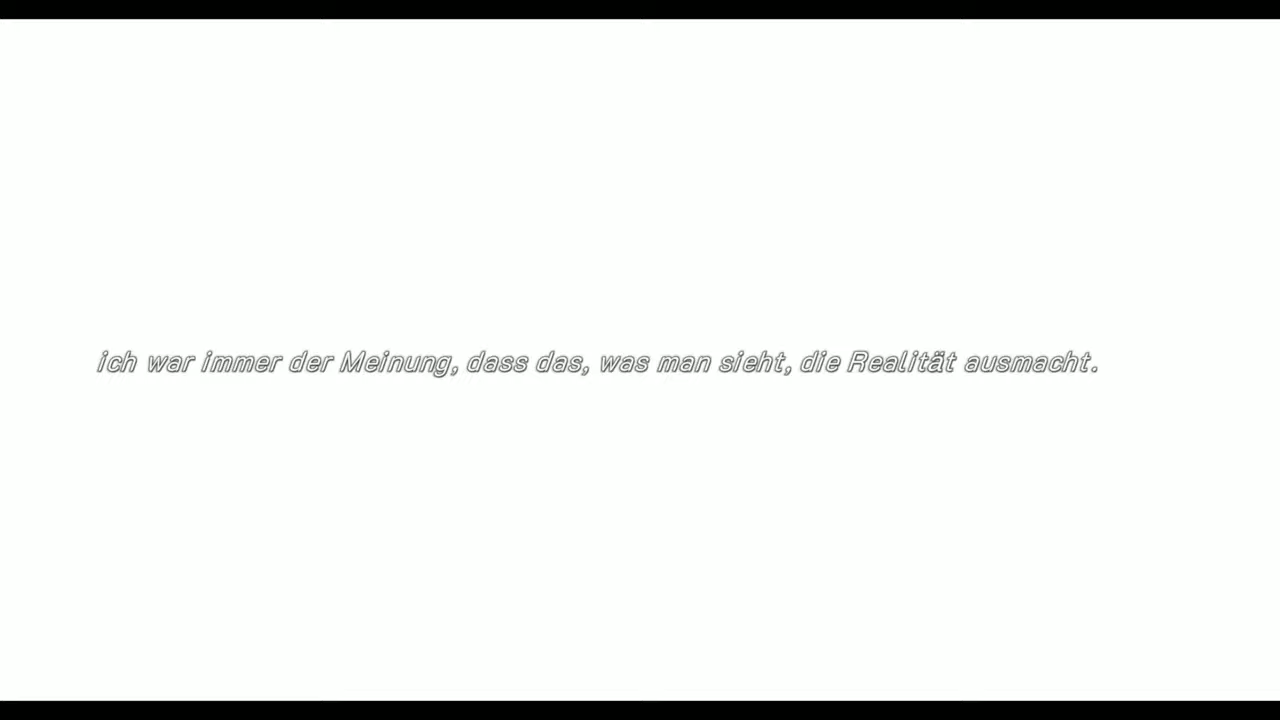 ich war immer der Meinung, dass das, was man sieht, die Realität ausmacht.